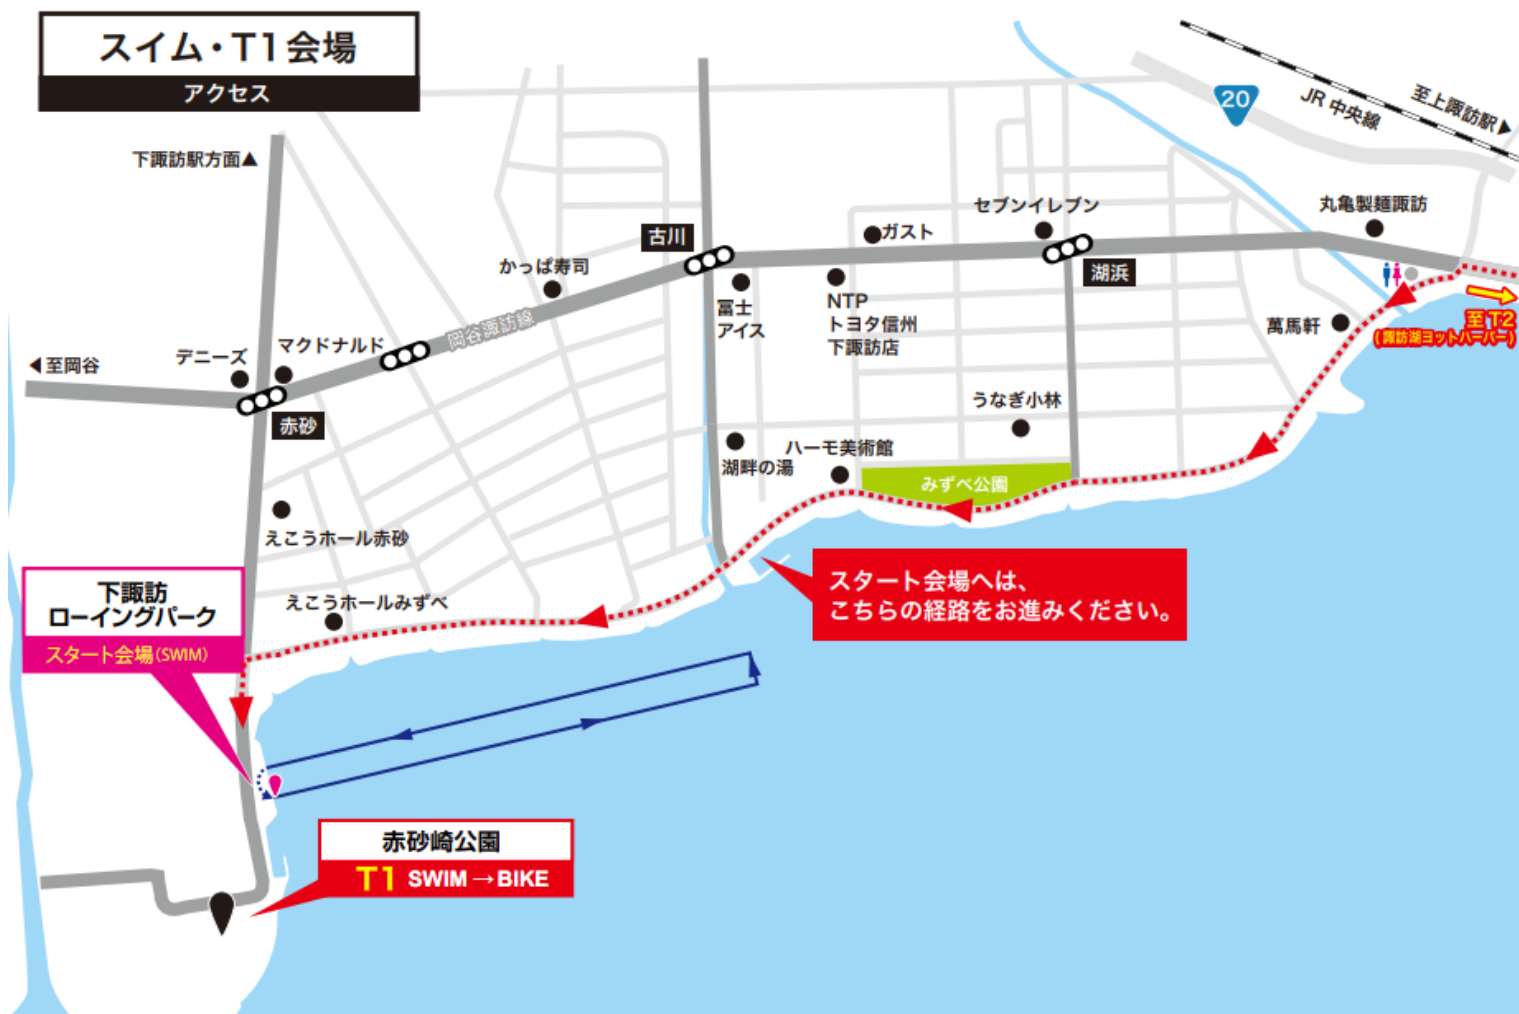 スイム・T1会場
アクセス
下諏訪駅方面▲
20
JR 中央線
至上諏訪駅▶
丸亀製麺諏訪
セブンイレブン
ガスト
古川
湖浜
かっぱ寿司
冨士
アイス
NTP
トヨタ信州
下諏訪店
萬馬軒
至 T2
(諏訪湖ヨットハーバー)
岡谷諏訪線
マクドナルド
デニーズ
◀至岡谷
赤砂
うなぎ小林
ハーモ美術館
湖畔の湯
みずべ公園
えこうホール赤砂
スタート会場へは、
こちらの経路をお進みください。
下諏訪
ローイングパーク
スタート会場(SWIM)
えこうホールみずべ
赤砂崎公園
T1 SWIM→BIKE